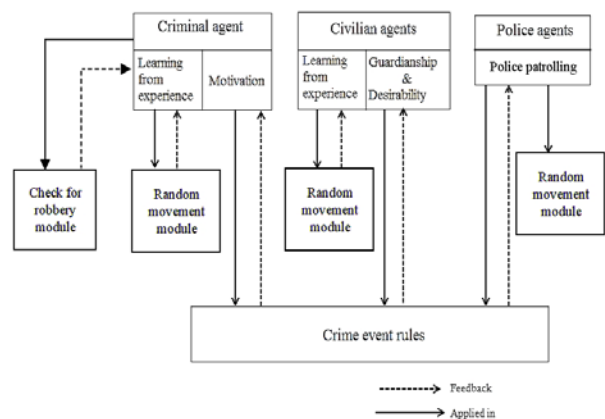 Criminal agent
Learning
from
experience
Motivation
Civilian agents
Learning
from
experience
Guardianship
&
Desirability
Police agents
Police patrolling
Check for
robbery
module
Random
movement
module
Random
movement
module
Random
movement
module
Crime event rules
Feedback
Applied in